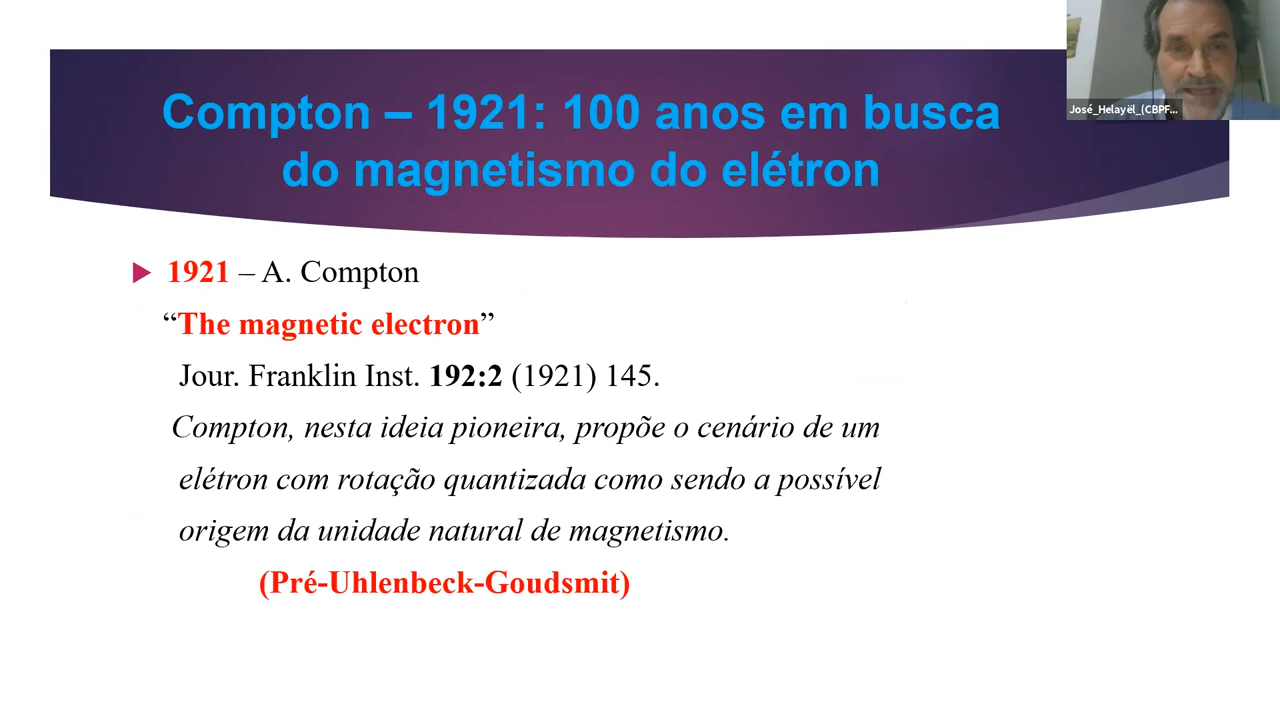 Compton – 1921: 100 anos em busca
do magnetismo do elétron
José_Helayël_(CBPF...
1921 – A. Compton
“The magnetic electron”
Jour. Franklin Inst. 192:2 (1921) 145.
Compton, nesta ideia pioneira, propõe o cenário de um
elétron com rotação quantizada como sendo a possível
origem da unidade natural de magnetismo.
(Pré-Uhlenbeck-Goudsmit)